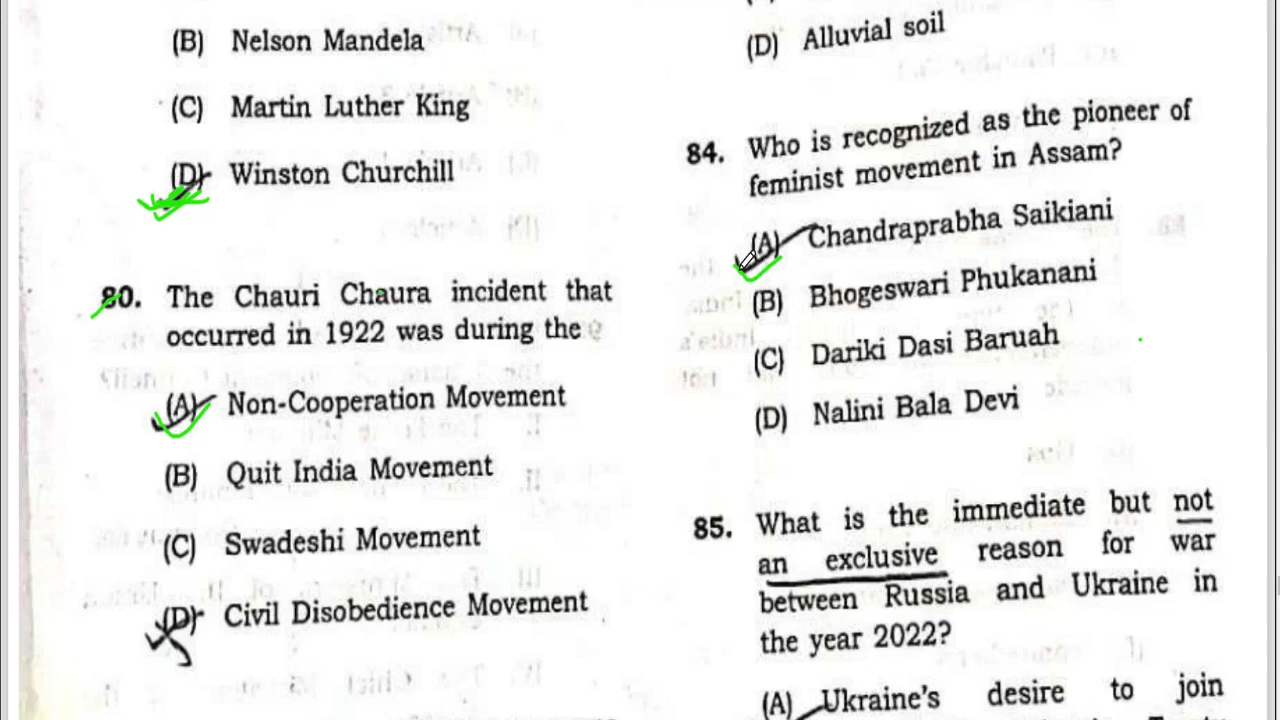 (B) Nelson Mandela
(C) Martin Luther King
(D) Winston Churchill
80. The Chauri Chaura incident that
occurred in 1922 was during the
(A) Non-Cooperation Movement
(B) Quit India Movement
(C) Swadeshi Movement
(D) Civil Disobedience Movement
(D) Alluvial soil
84. Who is recognized as the pioneer of
feminist movement in Assam?
(A) Chandraprabha Saikiani
(B) Bhogeswari Phukanani
(C) Dariki Dasi Baruah
(D) Nalini Bala Devi
85. What is the immediate but not
an exclusive reason for war
between Russia and Ukraine in
the year 2022?
(A) Ukraine's desire to join